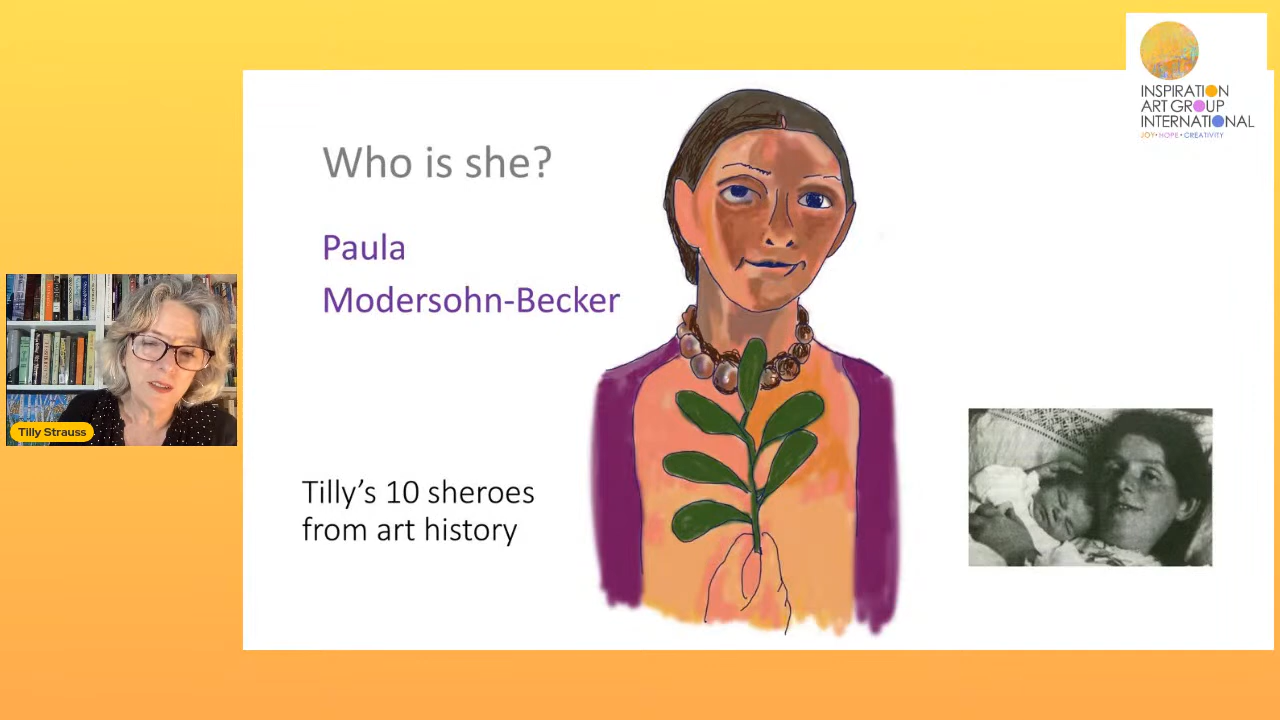 Who is she?
Paula
Modersohn-Becker
Tilly’s 10 sheroes
from art history
Tilly Strauss
INSPIRATION
ART GROUP
INTERNATIONAL
JOY • HOPE • CREATIVITY